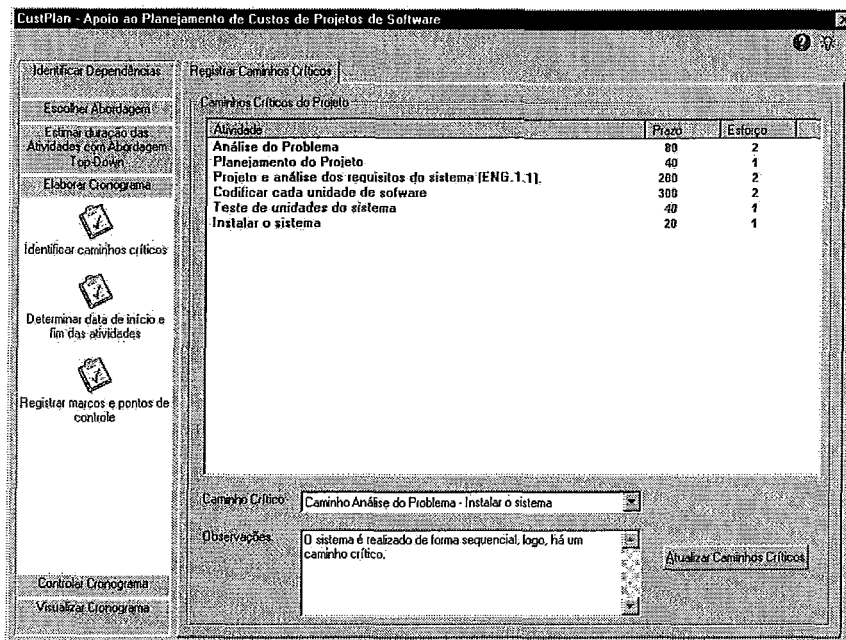 CustPlan - Apoio ao Planejamento de Custos de Projetos de Software
Identificar Dependências
Escolher Abordagem
Estimar duração das
Atividades com Abordagem
Top-Down
Elaborar Cronograma
Identificar caminhos críticos
Determinar data de início e
fim das atividades
Registrar marcos e pontos de
controle
Controlar Cronograma
Visualizar Cronograma
Registrar Caminhos Críticos
Caminhos Críticos do Projeto
Atividade Prazo Esforço
Análise do Problema 80 2
Planejamento do Projeto 40 1
Projeto e análise dos requisitos do sistema (ENG.1.1). 200 2
Codificar cada unidade de sofware 300 2
Teste de unidades do sistema 40 1
Instalar o sistema 20 1
Caminho Crítico: Caminho Análise do Problema - Instalar o sistema
Observações: O sistema é realizado de forma sequencial, logo, há um
caminho crítico.
Atualizar Caminhos Críticos